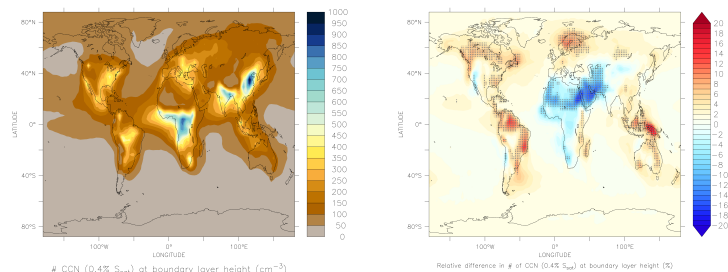 80°N
40°N
0°
40°S
80°S
LATITUDE
100°W
0°
100°E
LONGITUDE
1000
950
900
850
800
750
700
650
600
550
500
450
400
350
300
250
200
150
100
50
0
# CCN (0.4% S) at boundary layer height (cm⁻³)
80°N
40°N
0°
40°S
80°S
LATITUDE
100°W
0°
100°E
LONGITUDE
20
18
16
14
12
10
8
6
4
2
0
-2
-4
-6
-8
-10
-12
-14
-16
-18
-20
Relative difference in # of CCN (0.4% S) at boundary layer height (%)